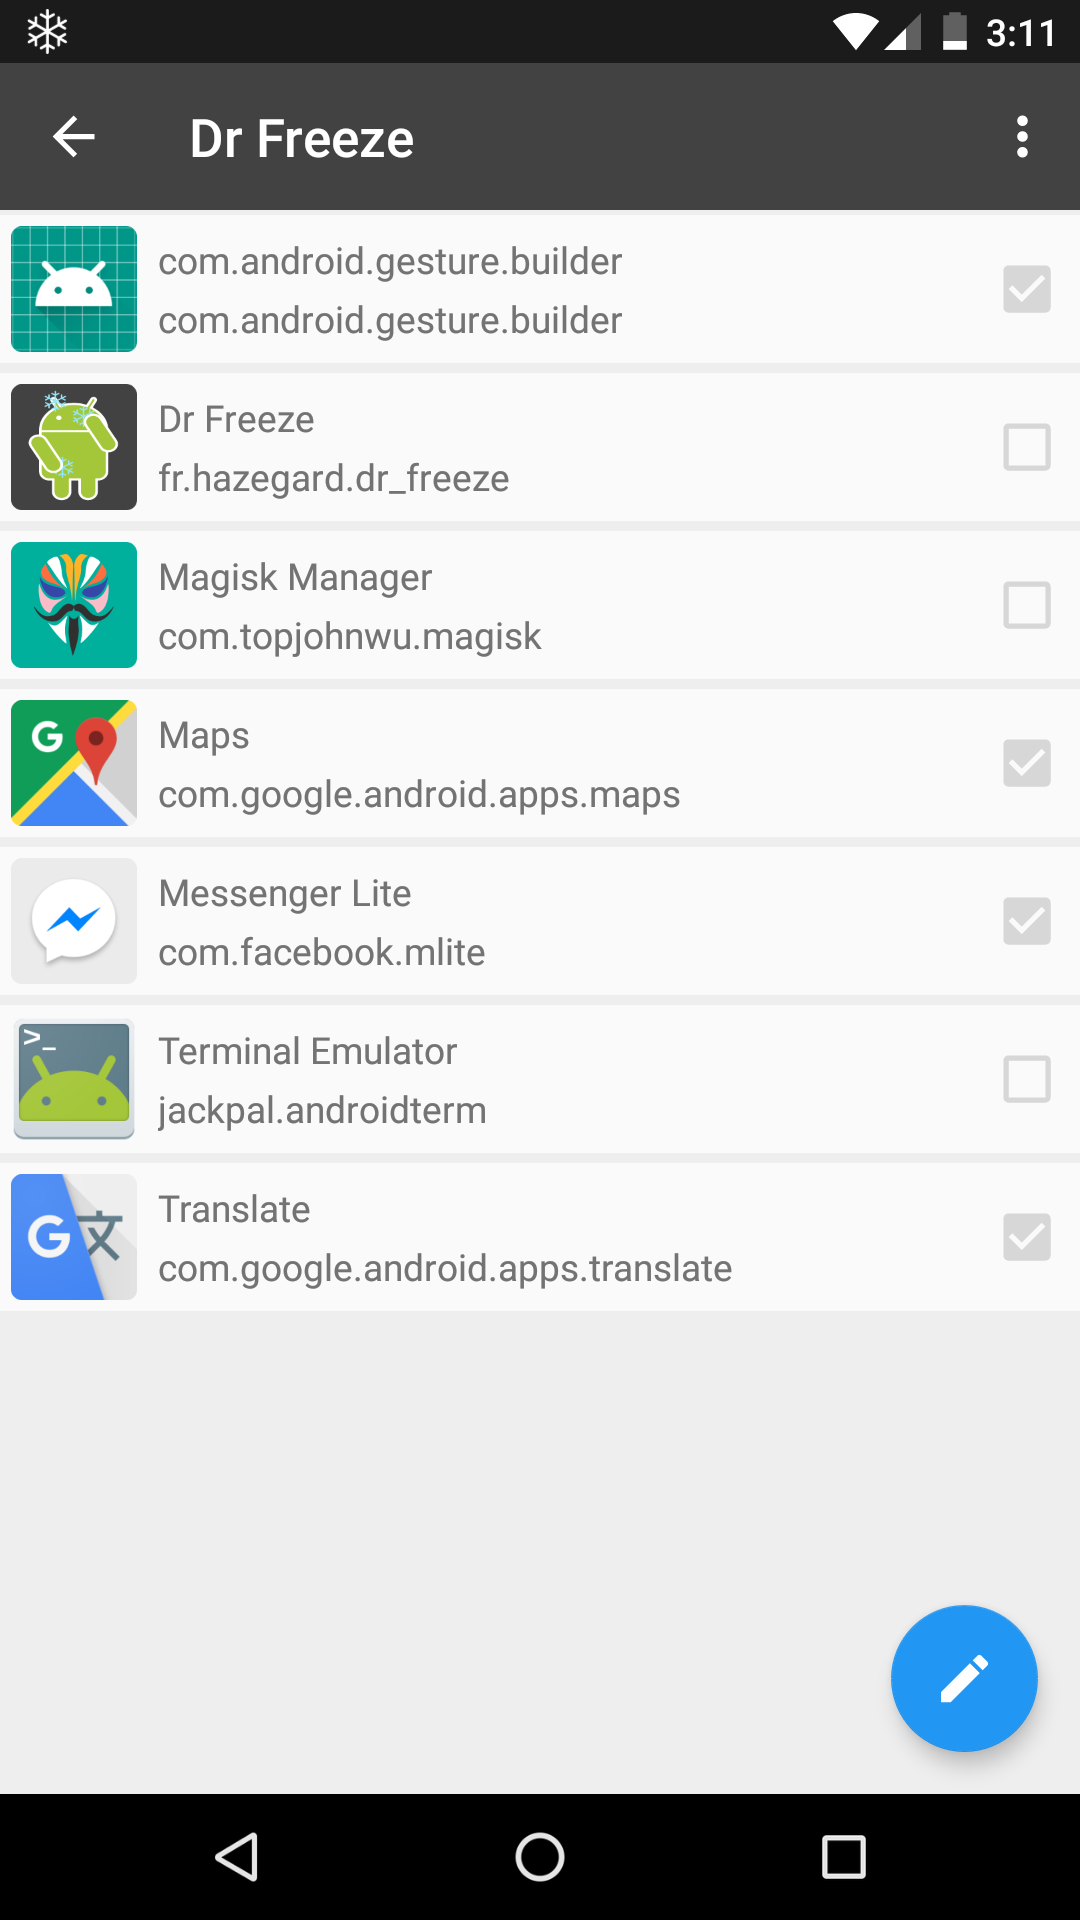 3:11
Dr Freeze
com.android.gesture.builder
com.android.gesture.builder
Dr Freeze
fr.hazegard.dr_freeze
Magisk Manager
com.topjohnwu.magisk
G
Maps
com.google.android.apps.maps
Messenger Lite
com.facebook.mlite
>_
Terminal Emulator
jackpal.androidterm
G文
Translate
com.google.android.apps.translate